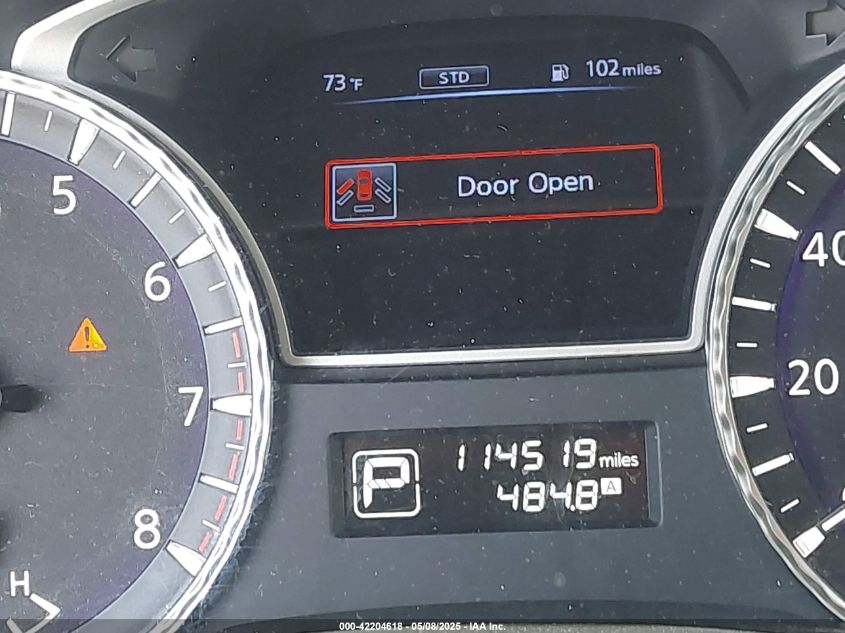 73°F STD 102 miles
Door Open
5
6
7
8
H
40
20
P 114519 miles
484.8 A
000-42204618 - 05/08/2025 - IAA Inc.